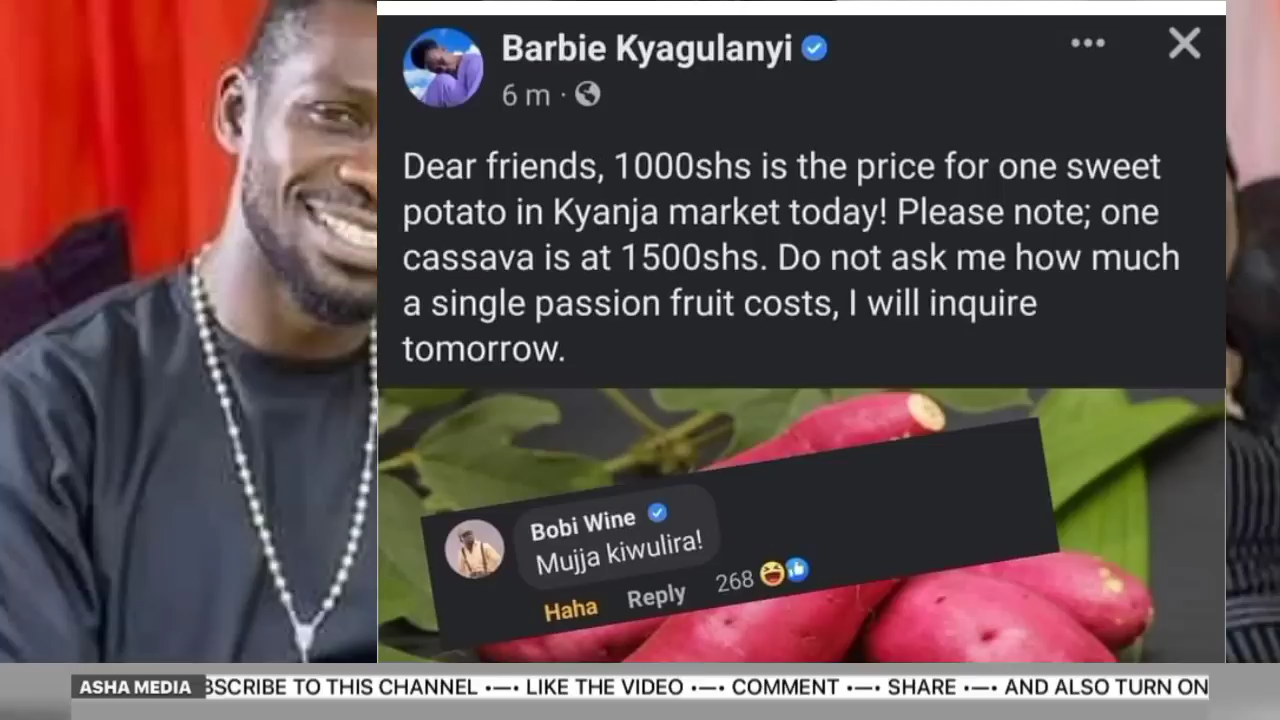 Barbie Kyagulanyi
6 m ·
Dear friends, 1000shs is the price for one sweet
potato in Kyanja market today! Please note; one
cassava is at 1500shs. Do not ask me how much
a single passion fruit costs, I will inquire
tomorrow.
Bobi Wine
Mujja kiwulira!
Haha Reply 268
ASHA MEDIA BSCRIBE TO THIS CHANNEL ·—· LIKE THE VIDEO ·—· COMMENT ·—· SHARE ·—· AND ALSO TURN ON